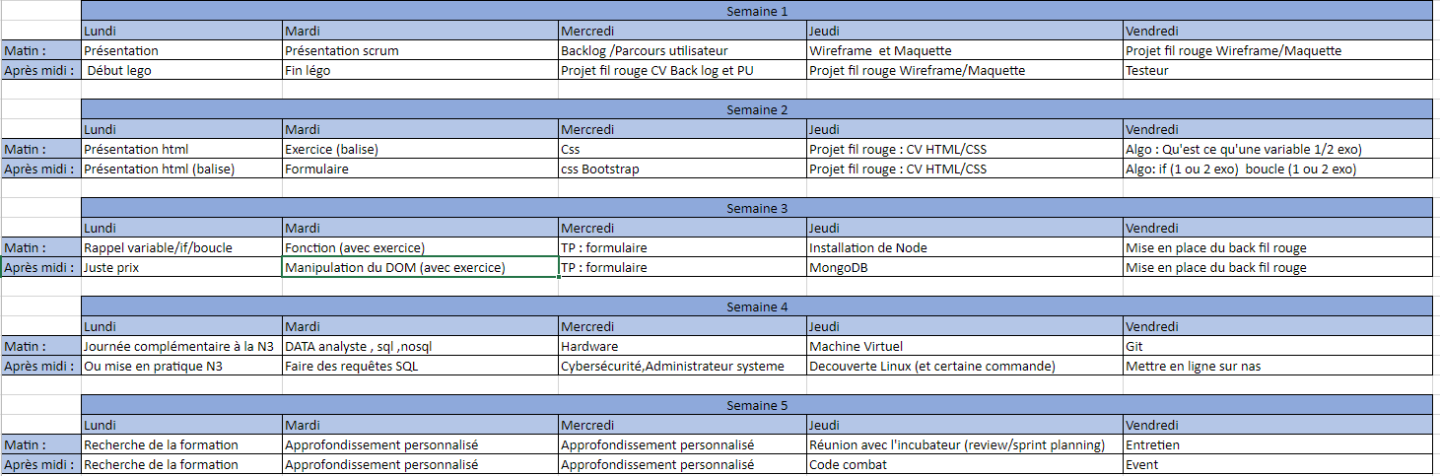 Semaine 1
Lundi Mardi Mercredi Jeudi Vendredi
Matin : Présentation Présentation scrum Backlog /Parcours utilisateur Wireframe et Maquette Projet fil rouge Wireframe/Maquette
Après midi : Début lego Fin légo Projet fil rouge CV Back log et PU Projet fil rouge Wireframe/Maquette Testeur
Semaine 2
Lundi Mardi Mercredi Jeudi Vendredi
Matin : Présentation html Exercice (balise) Css Projet fil rouge : CV HTML/CSS Algo : Qu'est ce qu'une variable 1/2 exo)
Après midi : Présentation html (balise) Formulaire css Bootstrap Projet fil rouge : CV HTML/CSS Algo: if (1 ou 2 exo) boucle (1 ou 2 exo)
Semaine 3
Lundi Mardi Mercredi Jeudi Vendredi
Matin : Rappel variable/if/boucle Fonction (avec exercice) TP : formulaire Installation de Node Mise en place du back fil rouge
Après midi : Juste prix Manipulation du DOM (avec exercice) TP : formulaire MongoDB Mise en place du back fil rouge
Semaine 4
Lundi Mardi Mercredi Jeudi Vendredi
Matin : Journée complémentaire à la N3 DATA analyste , sql ,nosql Hardware Machine Virtuel Git
Après midi : Ou mise en pratique N3 Faire des requêtes SQL Cybersécurité,Administrateur systeme Decouverte Linux (et certaine commande) Mettre en ligne sur nas
Semaine 5
Lundi Mardi Mercredi Jeudi Vendredi
Matin : Recherche de la formation Approfondissement personnalisé Approfondissement personnalisé Réunion avec l'incubateur (review/sprint planning) Entretien
Après midi : Recherche de la formation Approfondissement personnalisé Approfondissement personnalisé Code combat Event